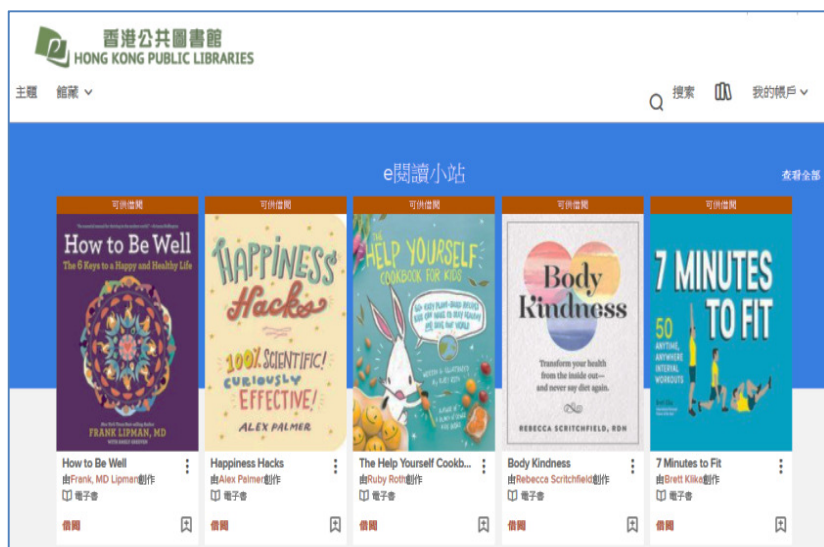 香港公共圖書館
HONG KONG PUBLIC LIBRARIES
主題 館藏 搜索 我的帳戶
e閱讀小站
查看全部
可供借閱 可供借閱 可供借閱 可供借閱 可供借閱
How to Be Well
The 6 Keys to a Happy and Healthy Life
FRANK LIPMAN, MD
HAPPINESS
Hacks
100% SCIENTIFIC!
CURIOUSLY
EFFECTIVE!
ALEX PALMER
THE
HELP YOURSELF
COOKBOOK FOR KIDS
WRITTEN & ILLUSTRATED
BY RUBY ROTH
Body
Kindness
Transform your health
from the inside out—
and never say diet again.
REBECCA SCRITCHFIELD, RDN
7 MINUTES
TO FIT
50
ANYTIME,
ANYWHERE
INTERVAL
WORKOUTS
How to Be Well Happiness Hacks The Help Yourself Cookb... Body Kindness 7 Minutes to Fit
由Frank, MD Lipman創作 由Alex Palmer創作 由Ruby Roth創作 由Rebecca Scritchfield創作 由Brett Klika創作
電子書 電子書 電子書 電子書 電子書
借閱 借閱 借閱 借閱 借閱